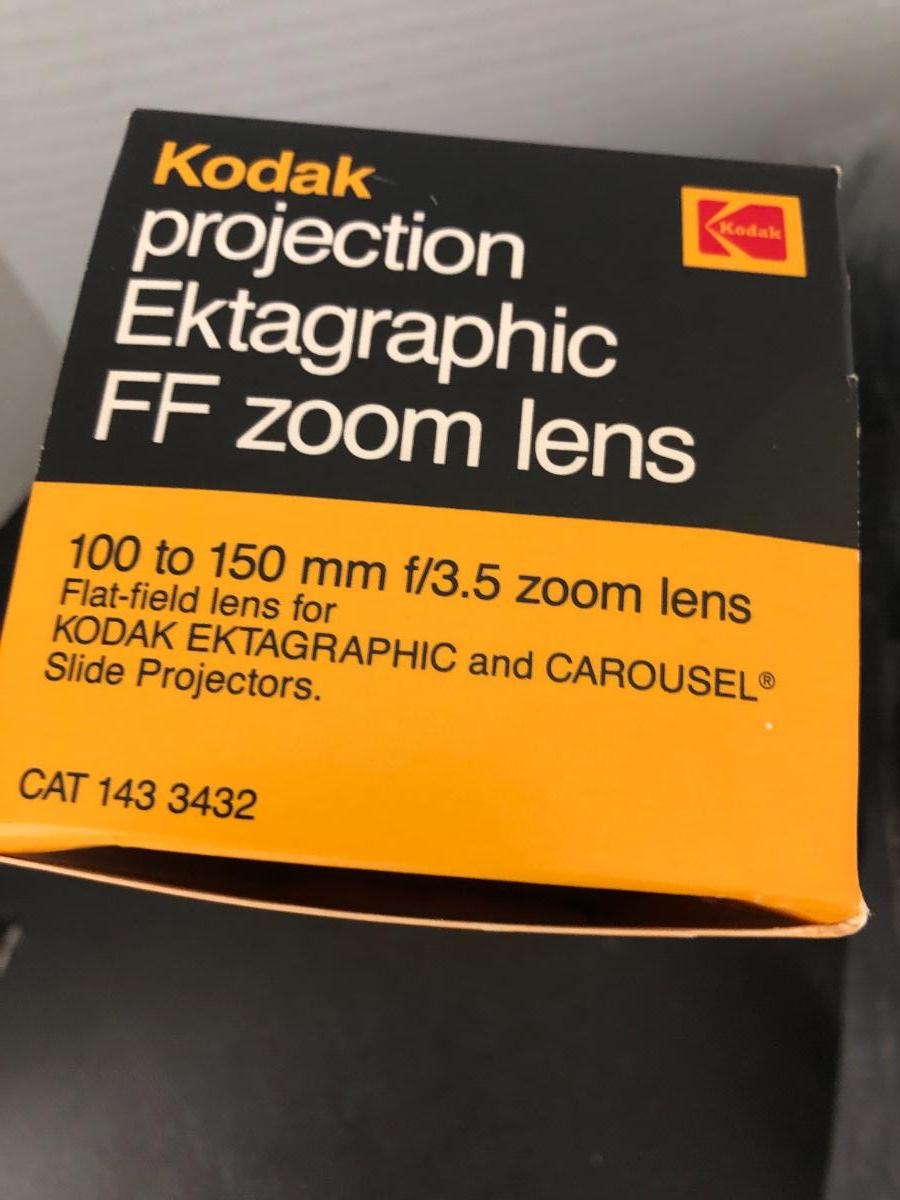 Kodak
projection
Kodak
Ektagraphic
FF zoom lens
100 to 150 mm f/3.5 zoom lens
Flat-field lens for
KODAK EKTAGRAPHIC and CAROUSEL®
Slide Projectors.
CAT 143 3432